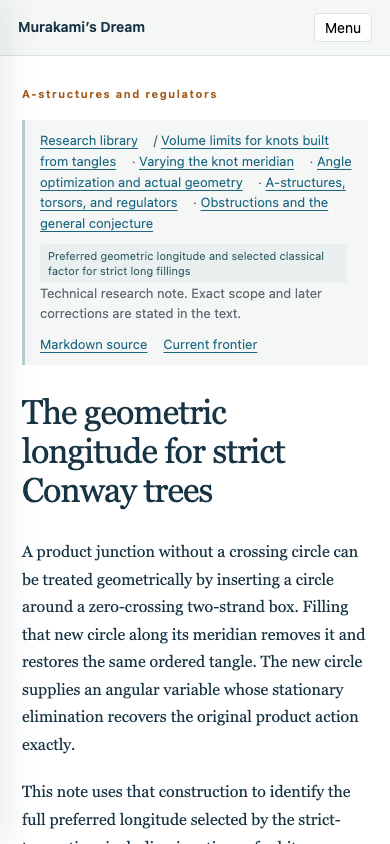 Murakami's Dream
Menu
A-structures and regulators
Research library / Volume limits for knots built
from tangles · Varying the knot meridian · Angle
optimization and actual geometry · A-structures,
torsors, and regulators · Obstructions and the
general conjecture
Preferred geometric longitude and selected classical
factor for strict long fillings
Technical research note. Exact scope and later
corrections are stated in the text.
Markdown source Current frontier
The geometric
longitude for strict
Conway trees
A product junction without a crossing circle can
be treated geometrically by inserting a circle
around a zero-crossing two-strand box. Filling
that new circle along its meridian removes it and
restores the same ordered tangle. The new circle
supplies an angular variable whose stationary
elimination recovers the original product action
exactly.
This note uses that construction to identify the
full preferred longitude selected by the strict-